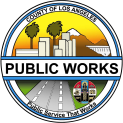 COUNTY OF LOS ANGELES
PUBLIC WORKS
Public Service That Works